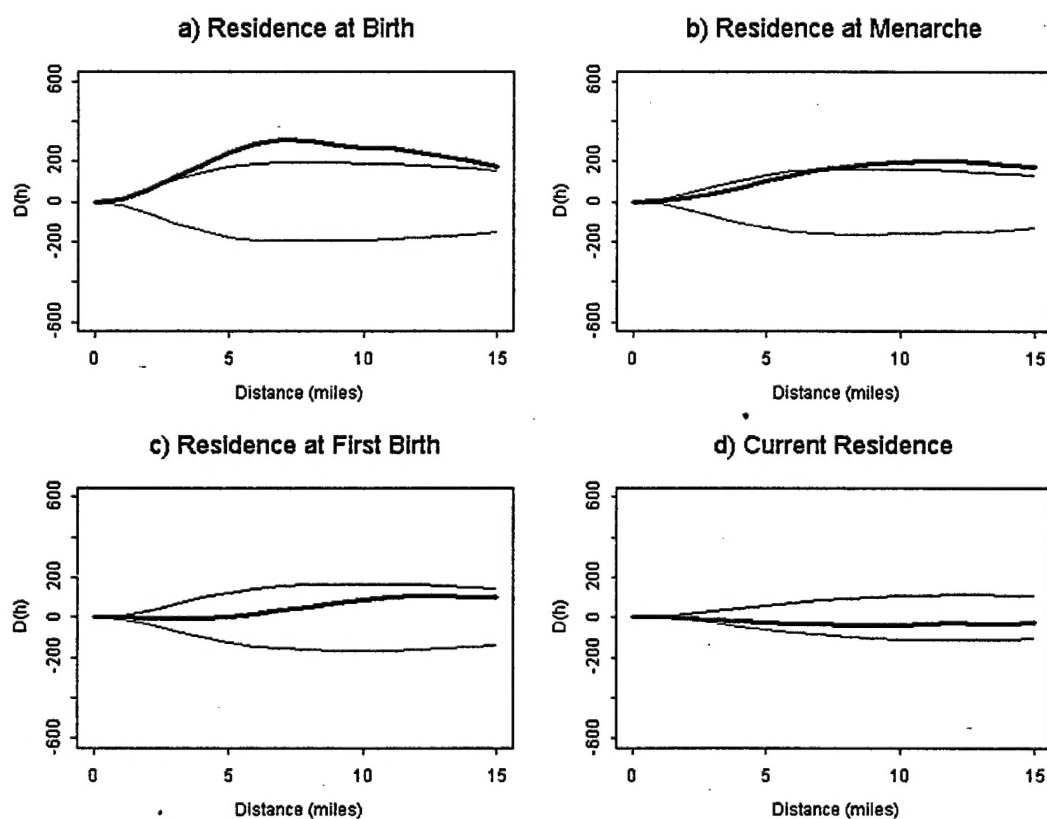 a) Residence at Birth
600
200
0
-200
-600
D(h)
0 5 10 15
Distance (miles)
b) Residence at Menarche
600
200
0
-200
-600
D(h)
0 5 10 15
Distance (miles)
c) Residence at First Birth
600
200
0
-200
-600
D(h)
0 5 10 15
Distance (miles)
d) Current Residence
600
200
0
-200
-600
D(h)
0 5 10 15
Distance (miles)